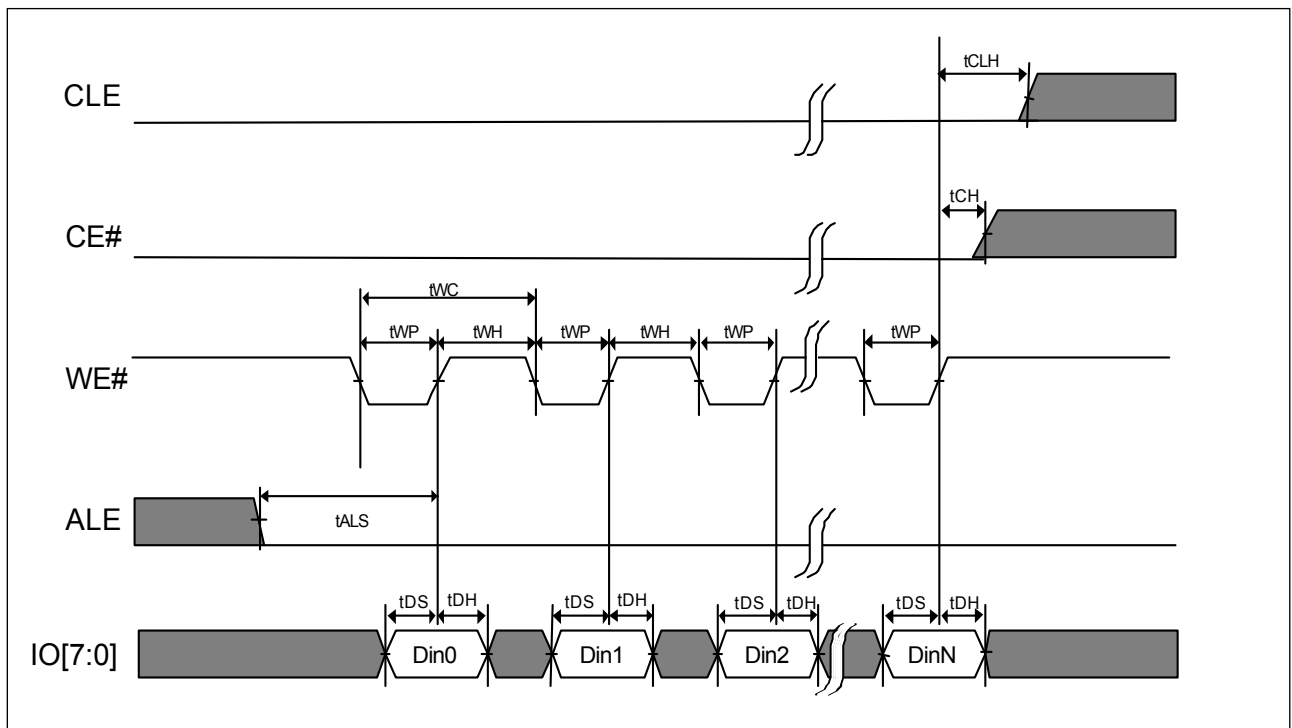 tCLH
CLE
tCH
CE#
tWC
tWP tWH tWP tWH tWP tWP
WE#
ALE
tALS
tDS tDH tDS tDH tDS tDH tDS tDH
IO[7:0] Din0 Din1 Din2 DinN